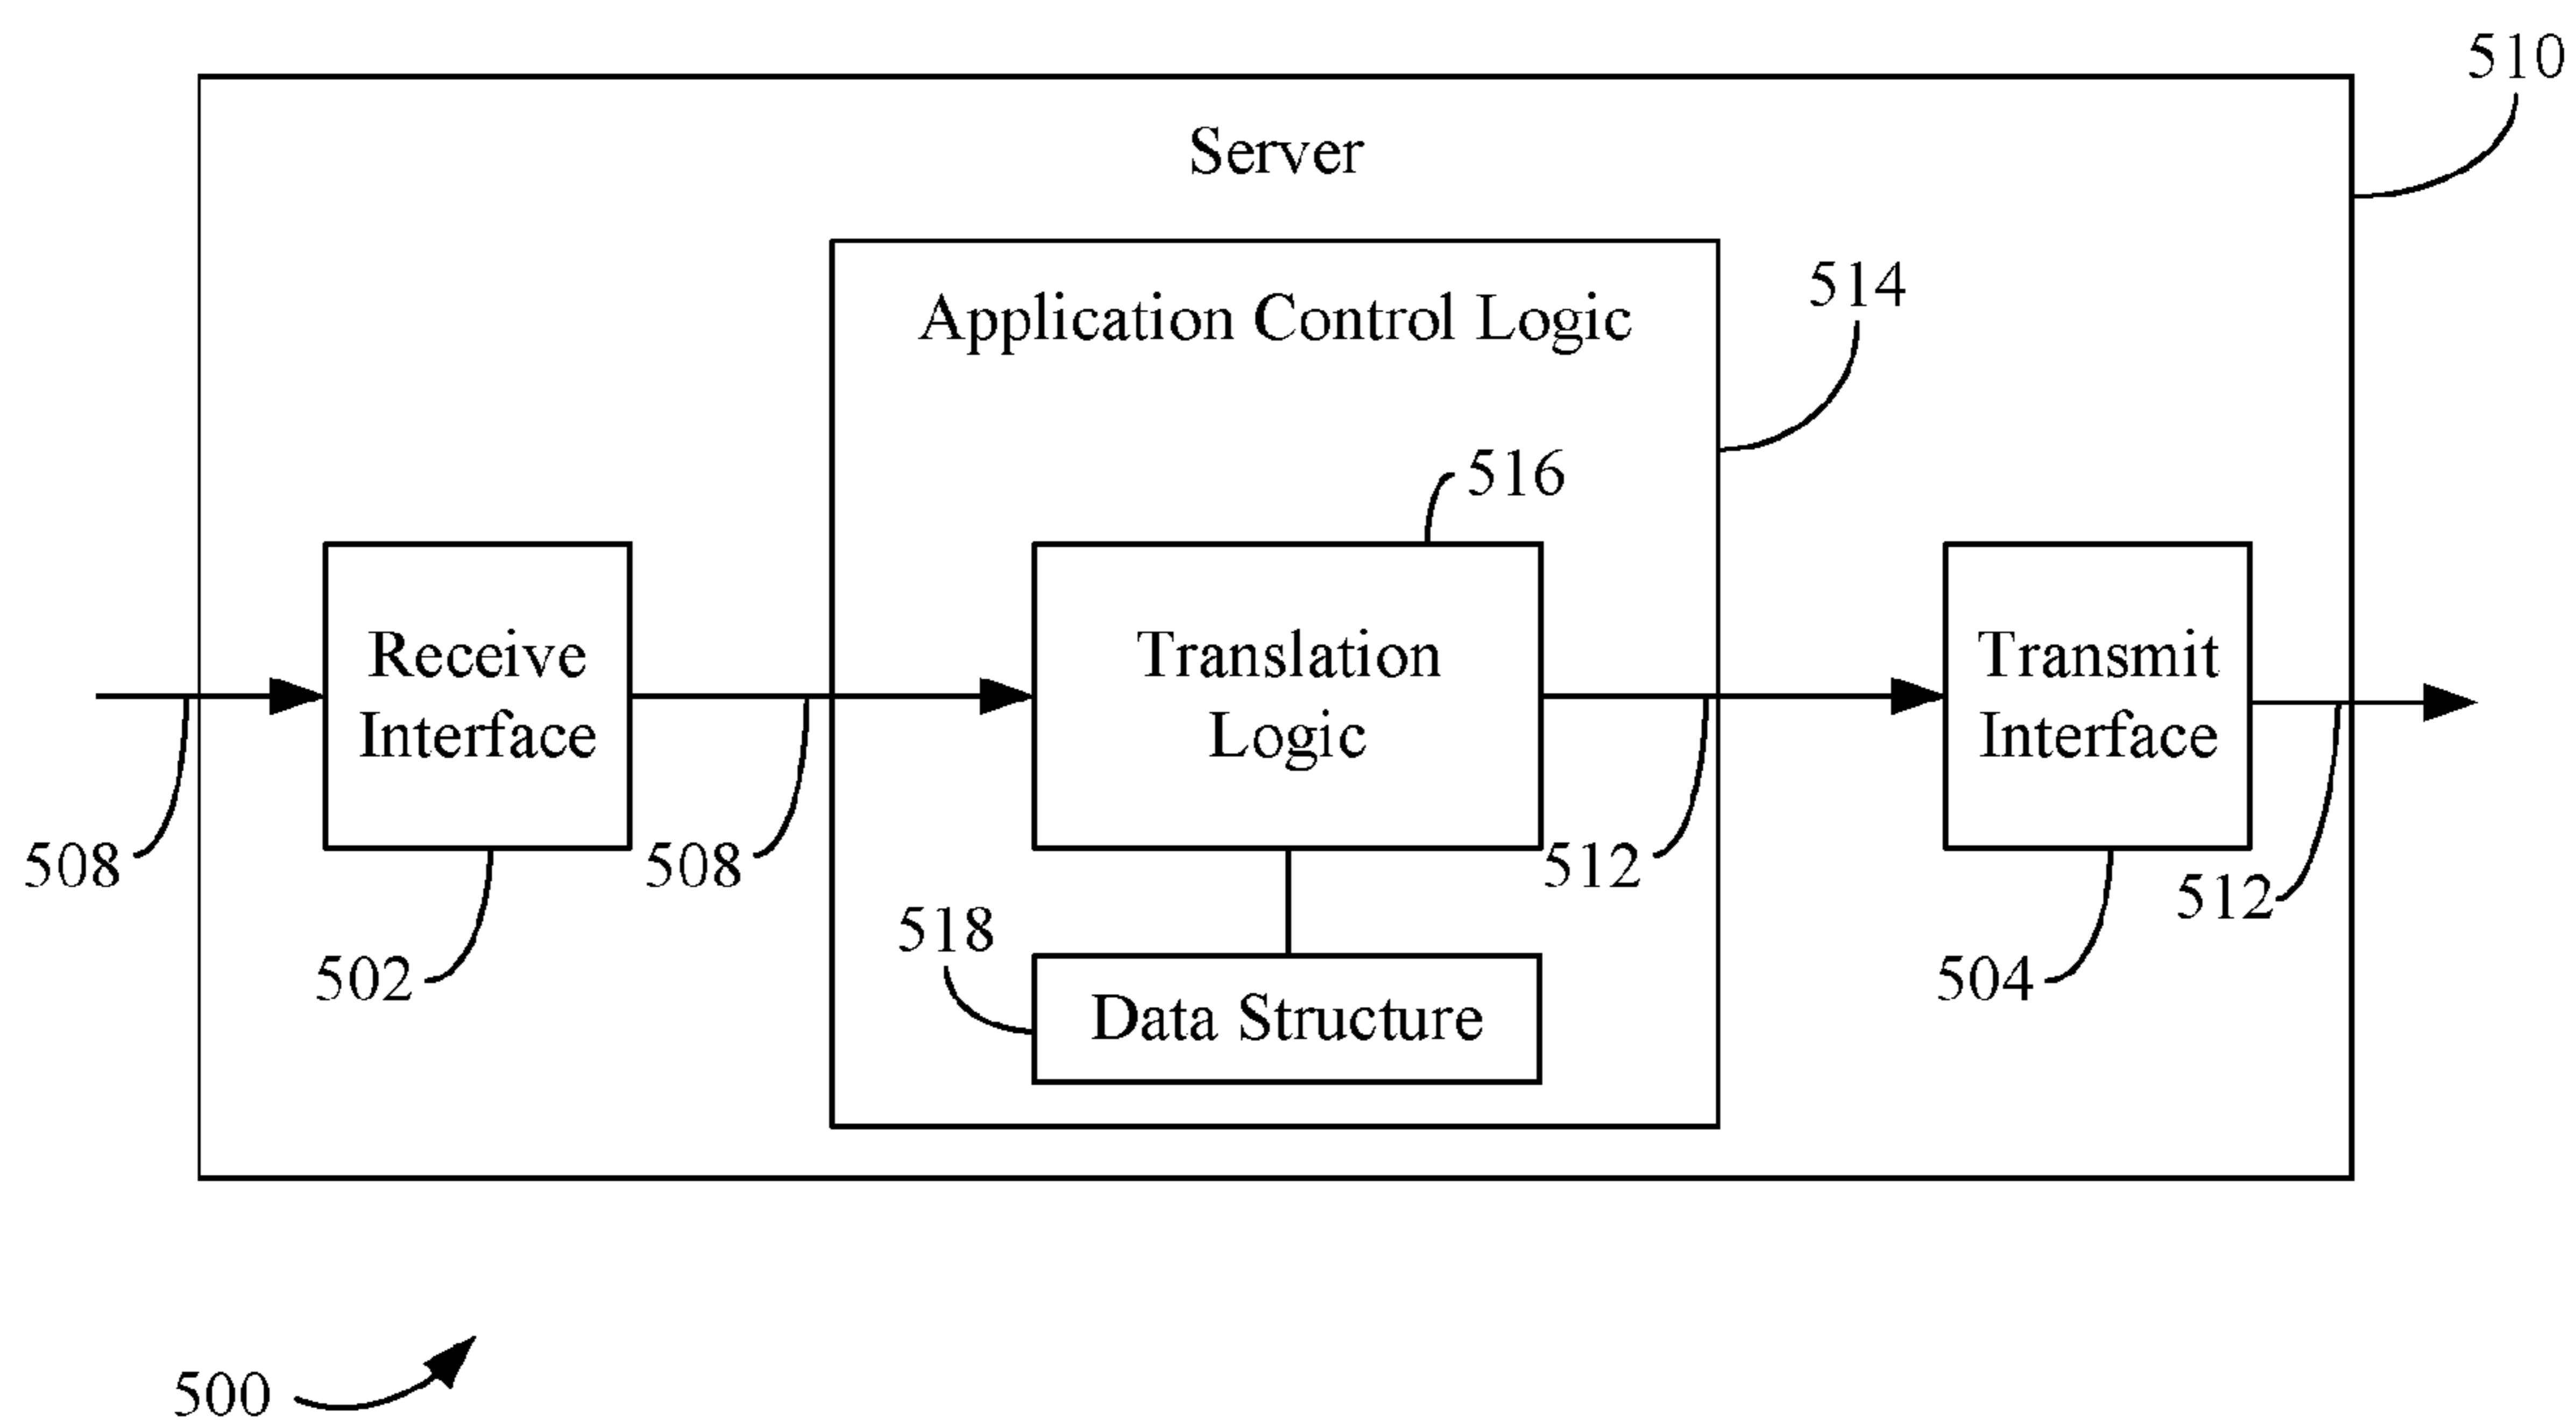 510
Server
514
Application Control Logic
516
Receive
Interface
Translation
Logic
Transmit
Interface
508
508
512
512
518
502
504
Data Structure
500